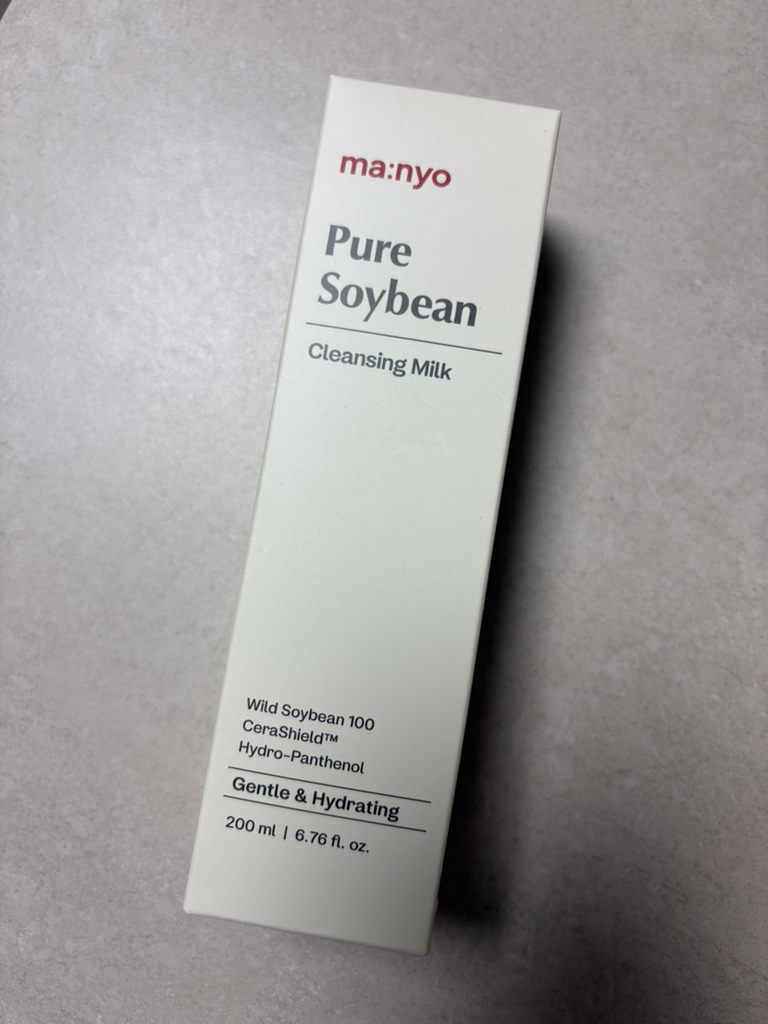 ma:nyo
Pure
Soybean
Cleansing Milk
Wild Soybean 100
CeraShield™
Hydro-Panthenol
Gentle & Hydrating
200 ml | 6.76 fl. oz.